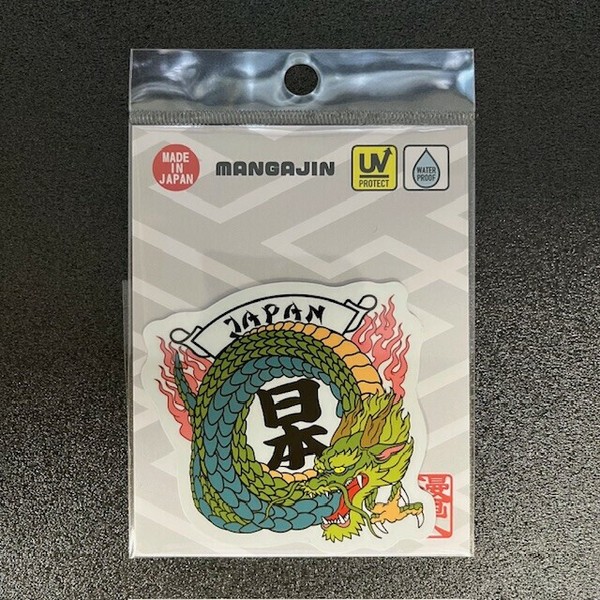 MADE
IN
JAPAN
MANGAJIN
UV
PROTECT
WATER
PROOF
JAPAN
日本